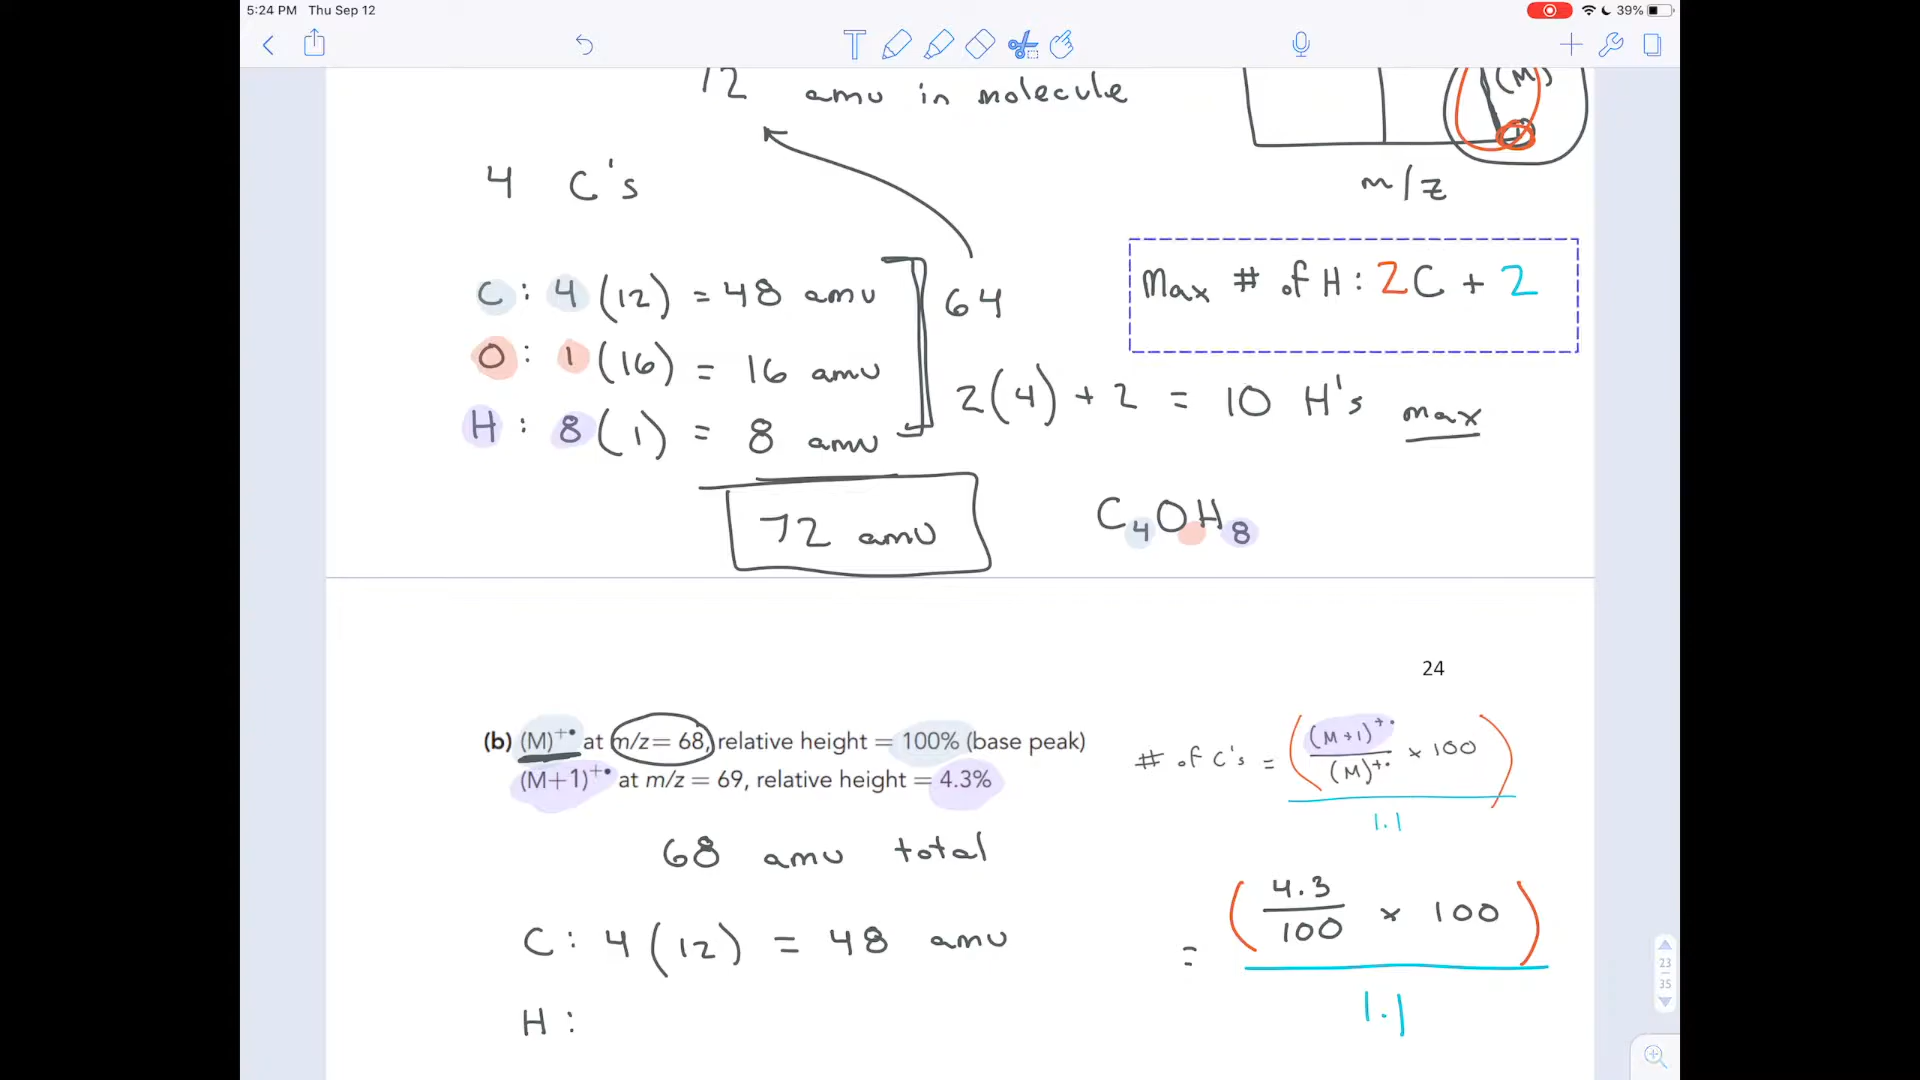 5:24 PM Thu Sep 12
39%
72 amu in molecule
(M)
m/z
4 C's
C : 4 (12) = 48 amu
O : 1 (16) = 16 amu
H : 8 (1) = 8 amu
64
72 amu
Max # of H : 2C + 2
2(4) + 2 = 10 H's max
C4OH8
24
(b) (M)+• at m/z = 68, relative height = 100% (base peak)
(M+1)+• at m/z = 69, relative height = 4.3%
# of C's = ((M+1)+• / (M)+• × 100) / 1.1
68 amu total
= (4.3 / 100 × 100) / 1.1
C : 4 (12) = 48 amu
H :
23
35